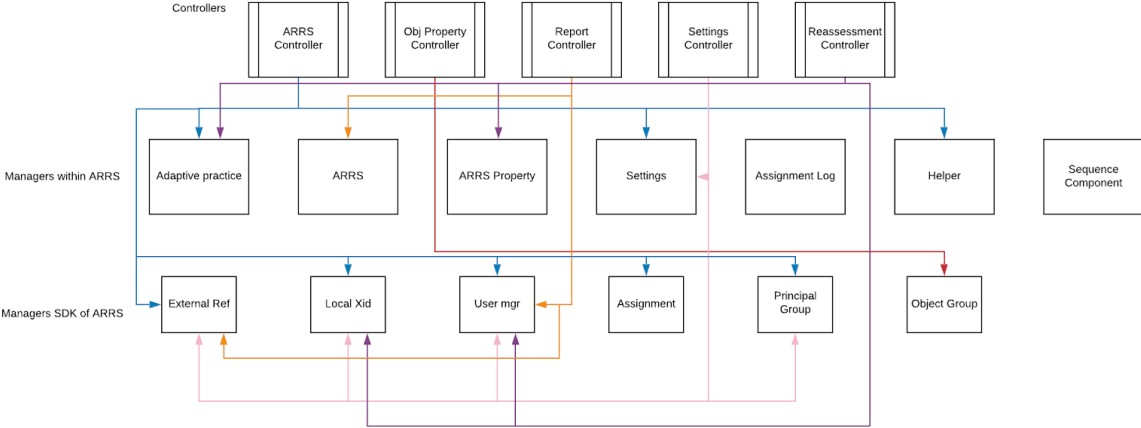 Controllers
ARRS
Controller
Obj Property
Controller
Report
Controller
Settings
Controller
Reassessment
Controller
Managers within ARRS
Adaptive practice
ARRS
ARRS Property
Settings
Assignment Log
Helper
Sequence
Component
Managers SDK of ARRS
External Ref
Local Xid
User mgr
Assignment
Principal
Group
Object Group